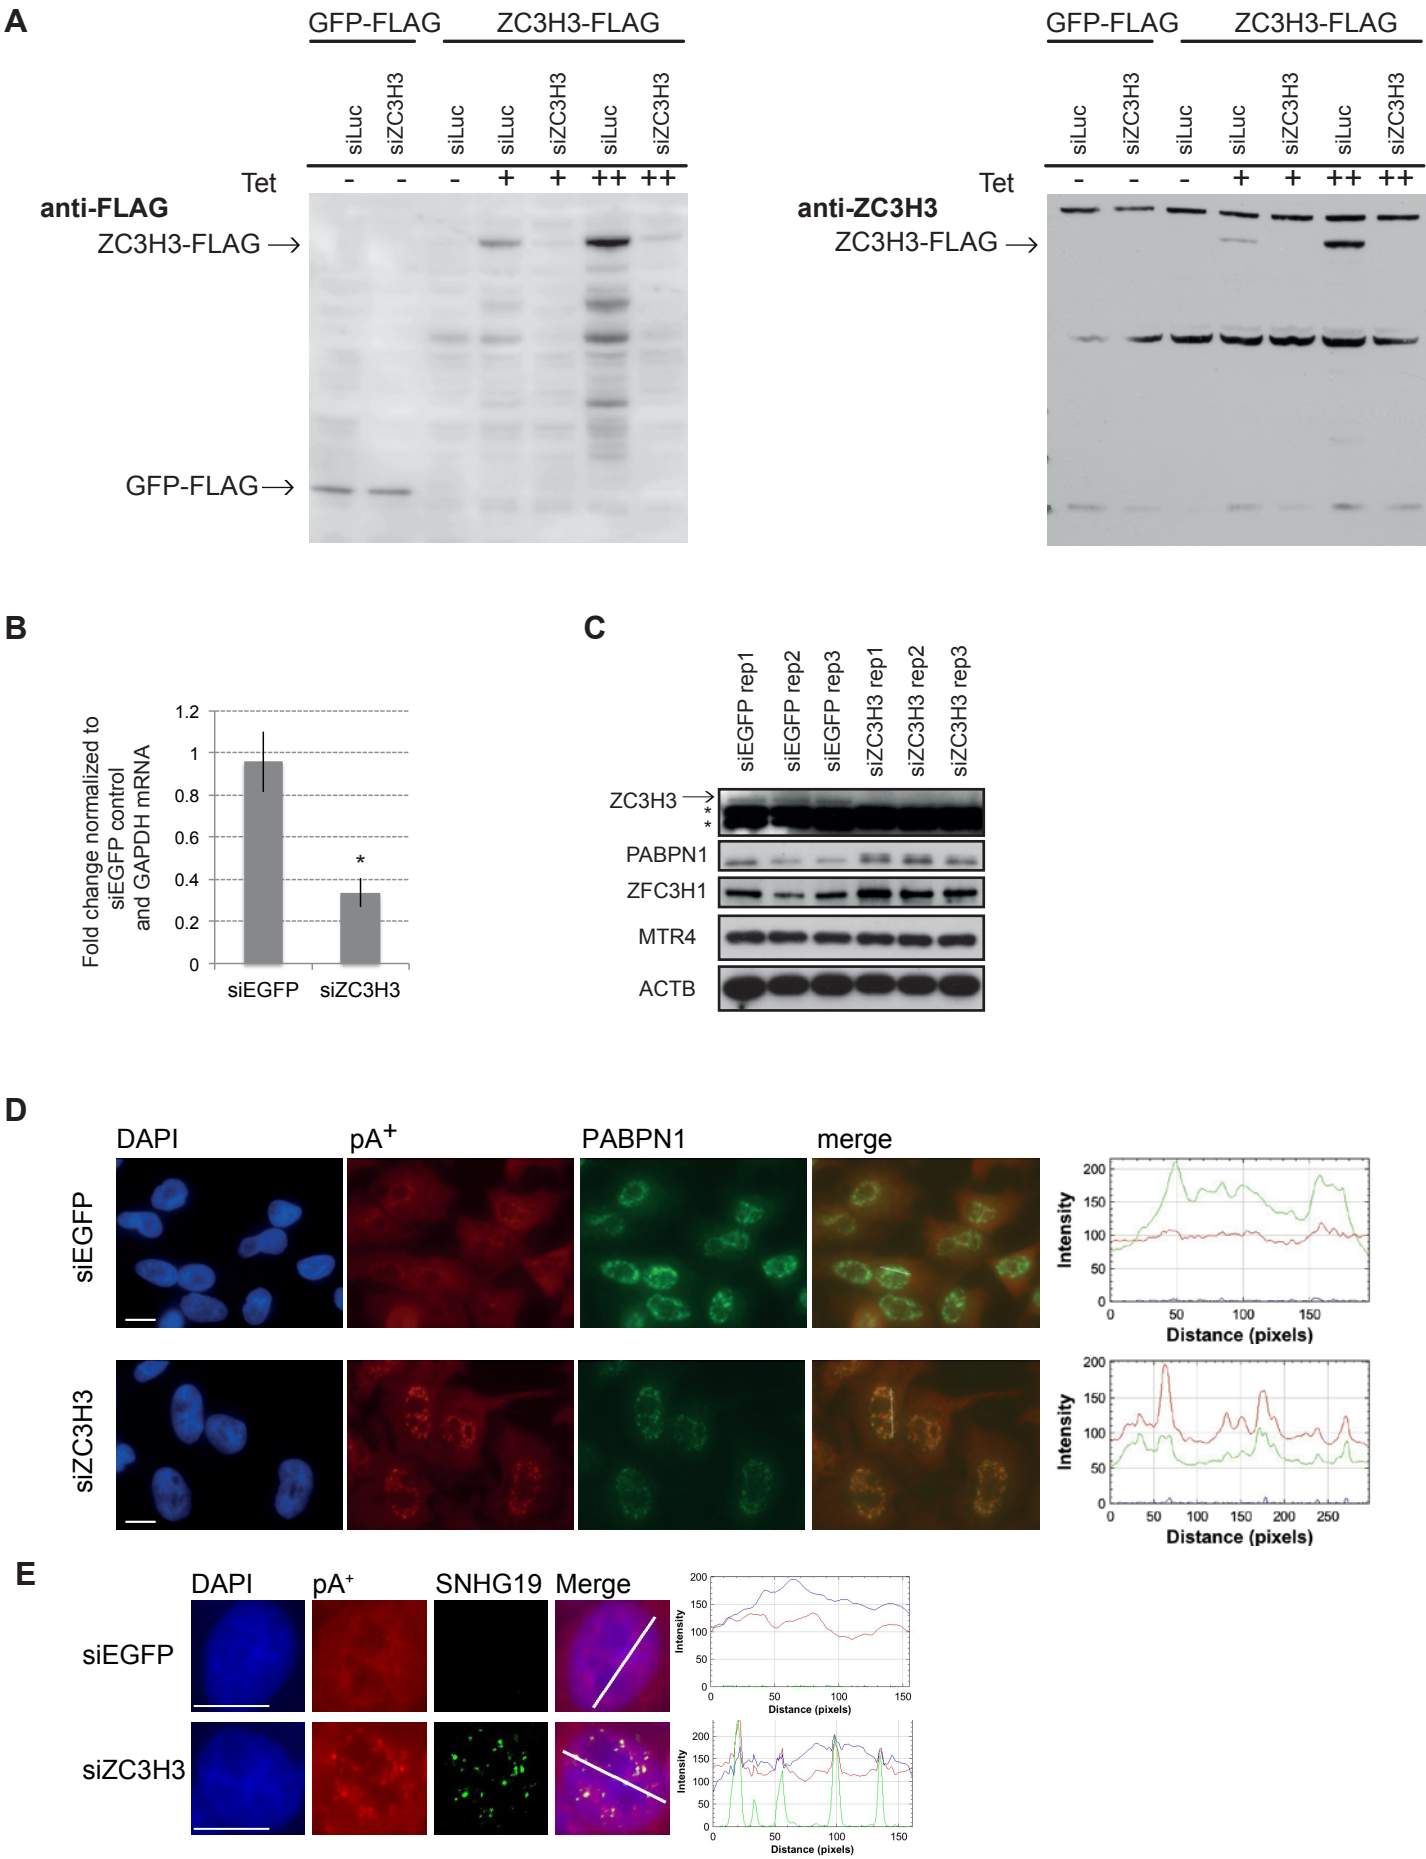 A
GFP-FLAG ZC3H3-FLAG
siLuc siZC3H3 siLuc siLuc siZC3H3 siLuc siZC3H3
Tet - - - + + ++ ++
anti-FLAG
ZC3H3-FLAG →
GFP-FLAG →
GFP-FLAG ZC3H3-FLAG
siLuc siZC3H3 siLuc siLuc siZC3H3 siLuc siZC3H3
Tet - - - + + ++ ++
anti-ZC3H3
ZC3H3-FLAG →
B
Fold change normalized to
siEGFP control
and GAPDH mRNA
1.2
1
0.8
0.6
0.4
0.2
0
*
siEGFP siZC3H3
C
siEGFP rep1 siEGFP rep2 siEGFP rep3 siZC3H3 rep1 siZC3H3 rep2 siZC3H3 rep3
ZC3H3 →
*
*
PABPN1
ZFC3H1
MTR4
ACTB
D
DAPI pA+ PABPN1 merge
siEGFP
Intensity
200
150
100
50
0
0 50 100 150
Distance (pixels)
siZC3H3
Intensity
200
150
100
50
0
0 50 100 150 200 250
Distance (pixels)
E
DAPI pA+ SNHG19 Merge
siEGFP
Intensity
200
150
100
50
0
0 50 100 150
Distance (pixels)
siZC3H3
Intensity
200
150
100
50
0
0 50 100 150
Distance (pixels)